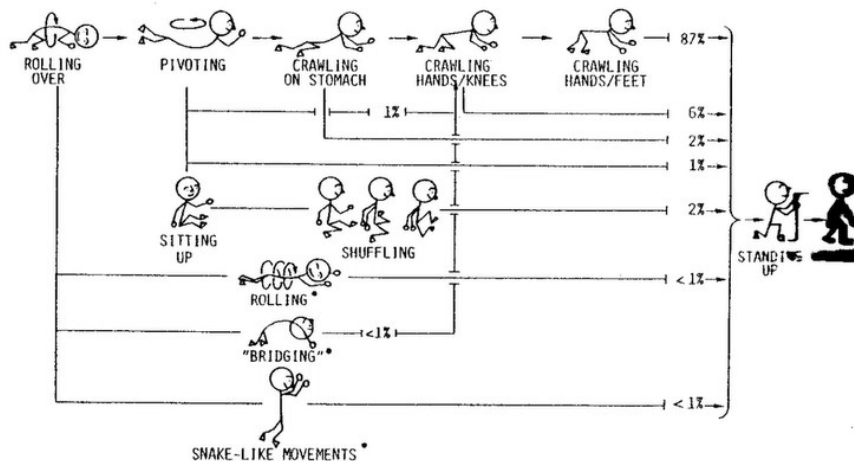 87%
ROLLING
OVER
PIVOTING
CRAWLING
ON STOMACH
CRAWLING
HANDS/KNEES
CRAWLING
HANDS/FEET
1%
6%
2%
1%
2%
SITTING
UP
SHUFFLING
STANDING
UP
<1%
ROLLING*
<1%
"BRIDGING"*
<1%
SNAKE-LIKE MOVEMENTS*